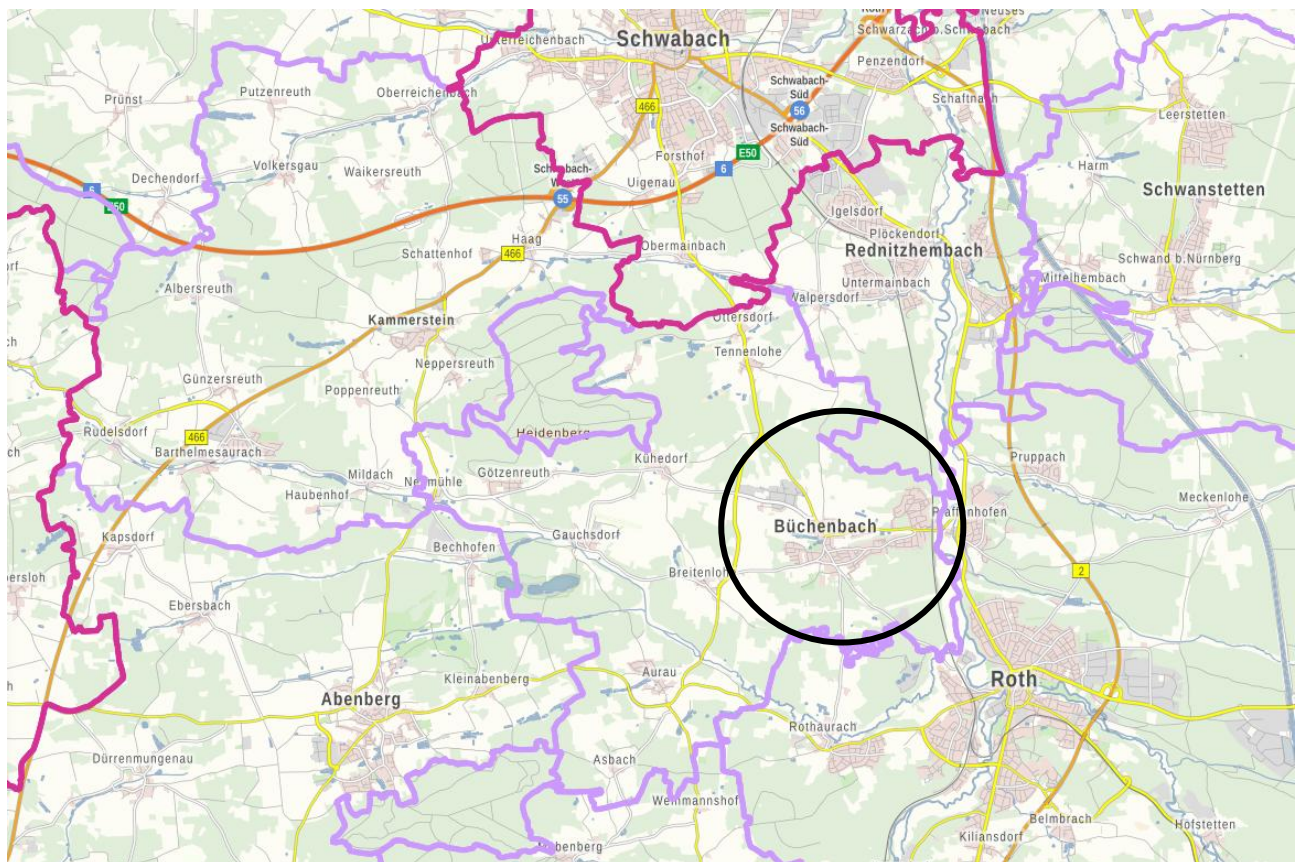 Neuses
Schwarzach b.Schwabach
Unterreichenbach
Schwabach
Penzendorf
Prünst
Putzenreuth
Oberreichenbach
Schwabach-
Süd
56
Schwabach-
Süd
466
Schaftnach
Leerstetten
Forsthof
E50
6
Harm
Volkersgau
Waikersreuth
Dechendorf
6
E50
55
Uigenau
Schwanstetten
Igelsdorf
Plöckendorf
Rednitzhembach
Haag
466
Schattenhof
Obermainbach
Schwand b.Nürnberg
Mittelhembach
Untermainbach
Walpersdorf
Albersreuth
Kammerstein
Ottersdorf
Tennenlohe
Neppersreuth
Günzersreuth
Poppenreuth
Rudelsdorf
466
Barthelmesaurach
Heidenberg
Kühedorf
Götzenreuth
Mildach
Neumühle
Haubenhof
Pruppach
Meckenlohe
Pfaffenhofen
Büchenbach
Kapsdorf
Bechhofen
Gauchsdorf
Breitenlohe
2
Ebersbach
Kleinabenberg
Aurau
Abenberg
Roth
Rothaurach
Dürrenmungenau
Asbach
Weinmannshof
Belmbrach
Hofstetten
Kiliansdorf